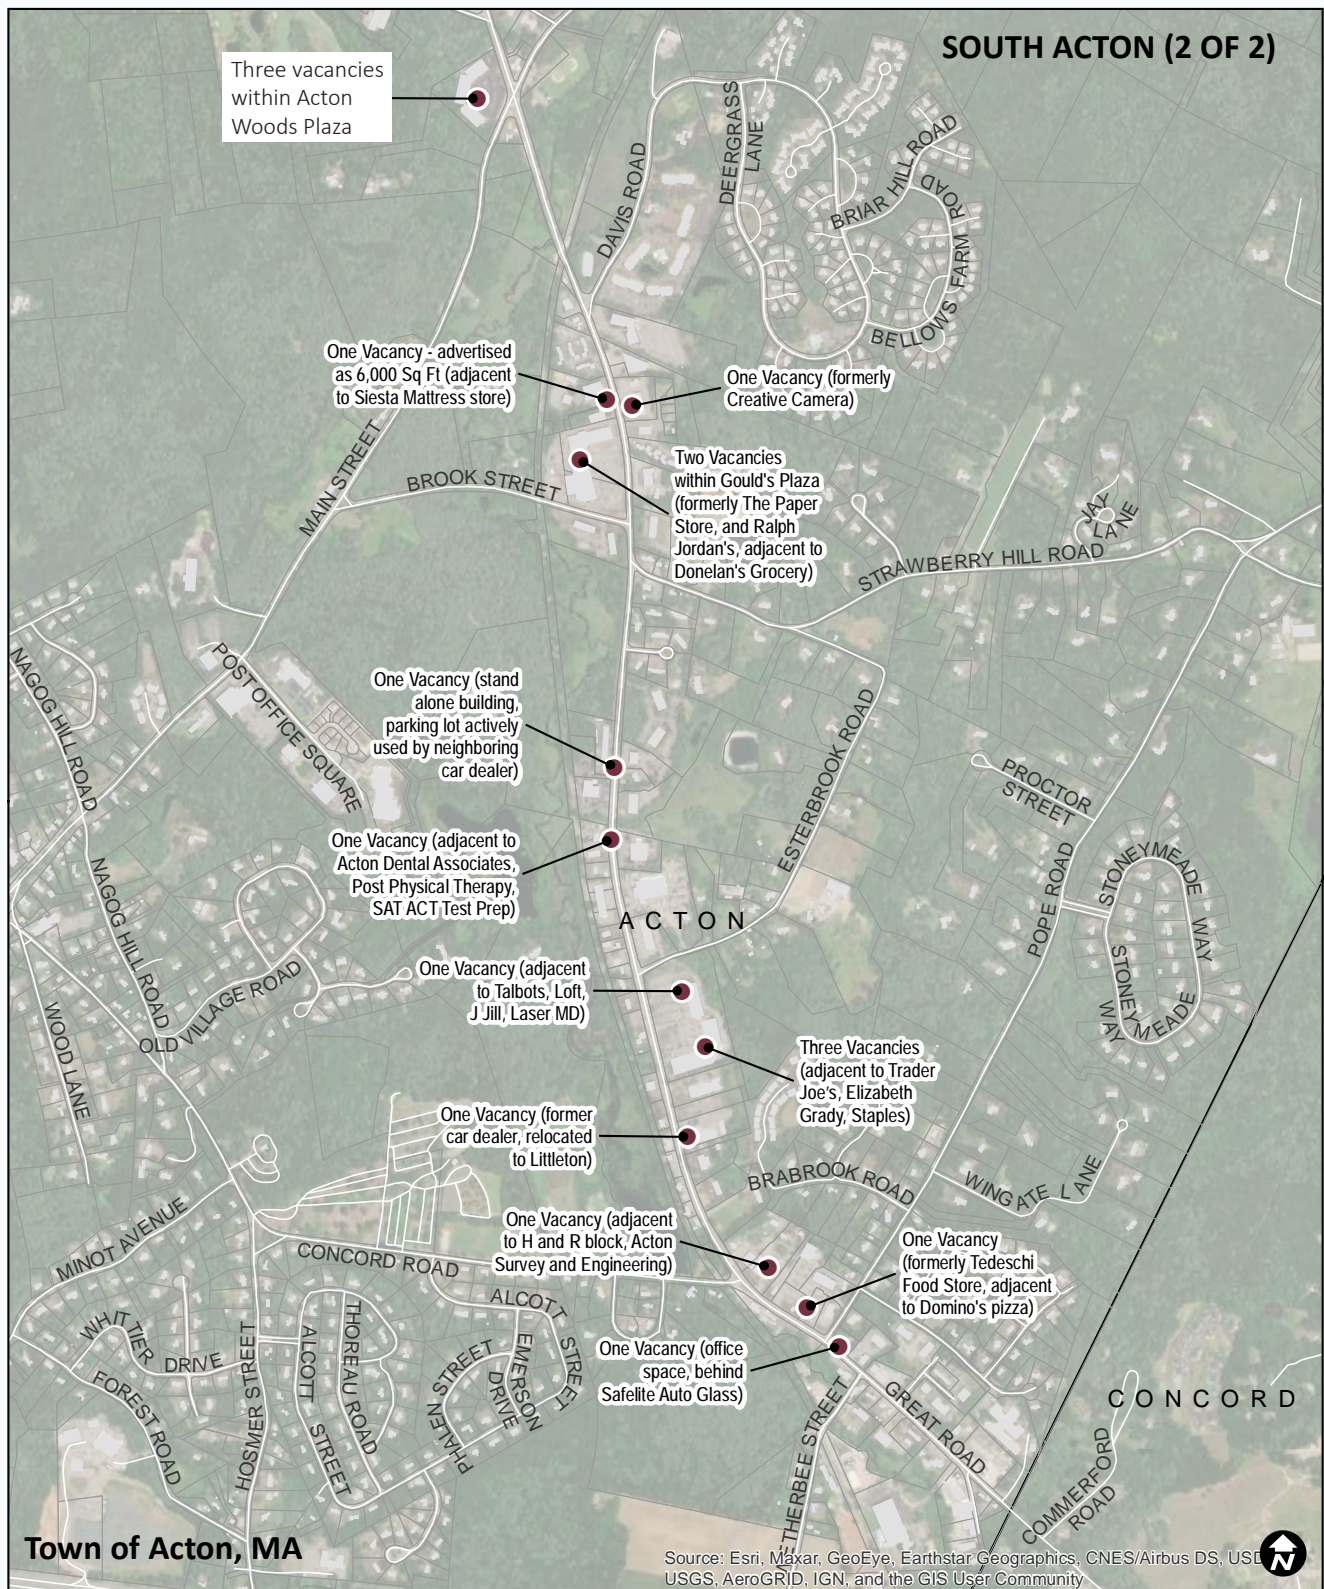 SOUTH ACTON (2 OF 2)
Three vacancies
within Acton
Woods Plaza
DEERGRASS
LANE
DAVIS ROAD
BRIAR HILL ROAD
BELLOWS FARM ROAD
One Vacancy - advertised
as 6,000 Sq Ft (adjacent
to Siesta Mattress store)
One Vacancy (formerly
Creative Camera)
MAIN STREET
BROOK STREET
Two Vacancies
within Gould's Plaza
(formerly The Paper
Store, and Ralph
Jordan's, adjacent to
Donelan's Grocery)
JAY
LANE
STRAWBERRY HILL ROAD
NAGOG HILL ROAD
POST OFFICE SQUARE
One Vacancy (stand
alone building,
parking lot actively
used by neighboring
car dealer)
ESTERBROOK ROAD
PROCTOR
STREET
One Vacancy (adjacent to
Acton Dental Associates,
Post Physical Therapy,
SAT ACT Test Prep)
NAGOG HILL ROAD
POPE ROAD
STONEYMEADE WAY
STONEYMEADE
WAY
ACTON
OLD VILLAGE ROAD
WOOD LANE
One Vacancy (adjacent
to Talbots, Loft,
J Jill, Laser MD)
Three Vacancies
(adjacent to Trader
Joe's, Elizabeth
Grady, Staples)
One Vacancy (former
car dealer, relocated
to Littleton)
BRABROOK ROAD
WINGATE LANE
MINOT AVENUE
CONCORD ROAD
One Vacancy (adjacent
to H and R block, Acton
Survey and Engineering)
One Vacancy
(formerly Tedeschi
Food Store, adjacent
to Domino's pizza)
WHITTIER
DRIVE
FOREST ROAD
HOSMER STREET
ALCOTT
STREET
THOREAU ROAD
PHALEN STREET
EMERSON
DRIVE
ALCOTT
STREET
One Vacancy (office
space, behind
Safelite Auto Glass)
GREAT ROAD
ETHERBEE STREET
CONCORD
COMMERFORD
ROAD
Town of Acton, MA
Source: Esri, Maxar, GeoEye, Earthstar Geographics, CNES/Airbus DS, USD
USGS, AeroGRID, IGN, and the GIS User Community
N